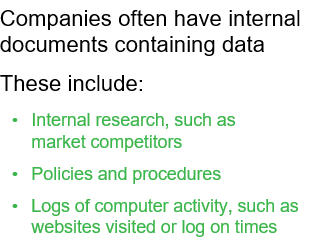 Companies often have internal
documents containing data
These include:
• Internal research, such as
market competitors
• Policies and procedures
• Logs of computer activity, such as
websites visited or log on times